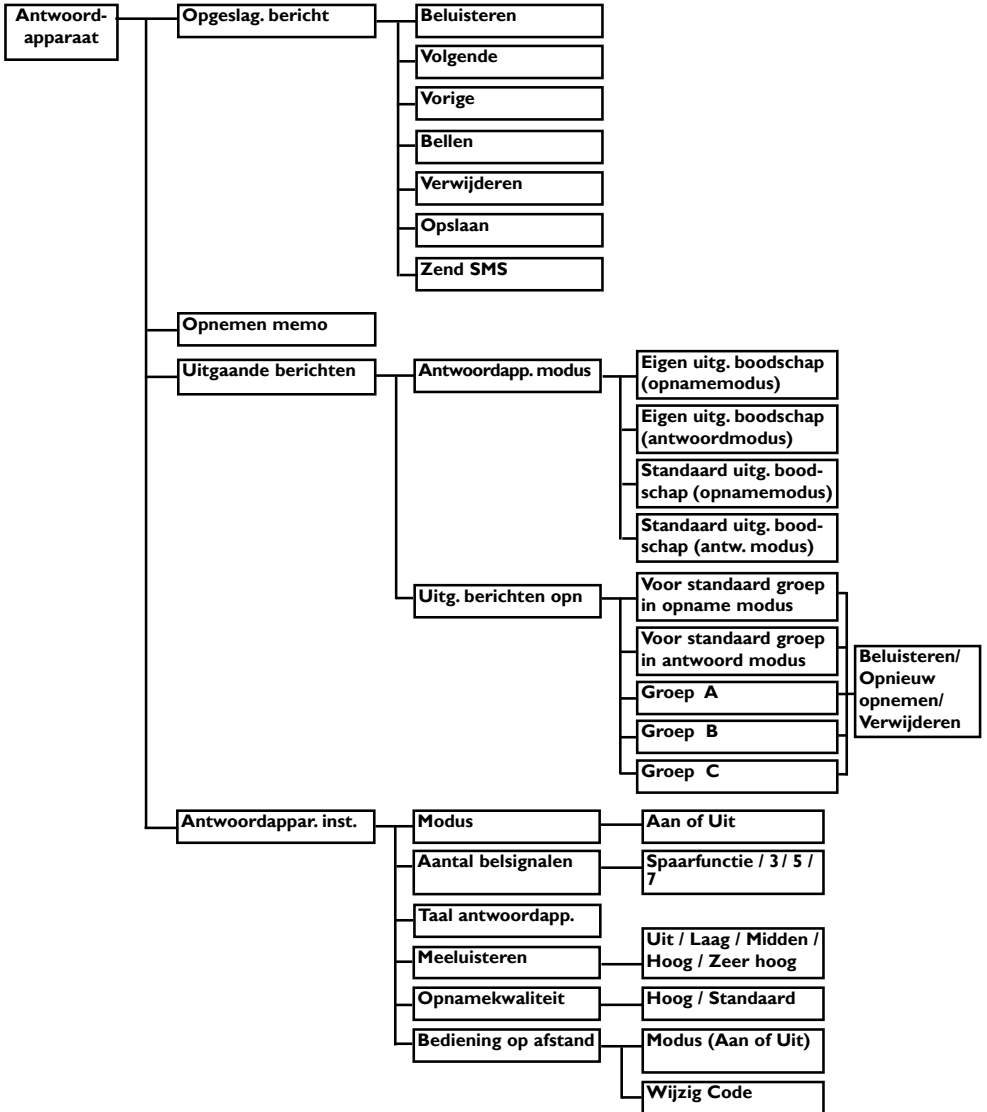 Antwoord-
apparaat
Opgeslag. bericht
Beluisteren
Volgende
Vorige
Bellen
Verwijderen
Opslaan
Zend SMS
Opnemen memo
Uitgaande berichten
Antwoordapp. modus
Eigen uitg. boodschap
(opnamemodus)
Eigen uitg. boodschap
(antwoordmodus)
Standaard uitg. bood-
schap (opnamemodus)
Standaard uitg. bood-
schap (antw. modus)
Uitg. berichten opn
Voor standaard groep
in opname modus
Voor standaard groep
in antwoord modus
Groep A
Groep B
Groep C
Beluisteren/
Opnieuw
opnemen/
Verwijderen
Antwoordappar. inst.
Modus
Aan of Uit
Aantal belsignalen
Spaarfunctie / 3 / 5 /
7
Taal antwoordapp.
Meeluisteren
Uit / Laag / Midden /
Hoog / Zeer hoog
Opnamekwaliteit
Hoog / Standaard
Bediening op afstand
Modus (Aan of Uit)
Wijzig Code